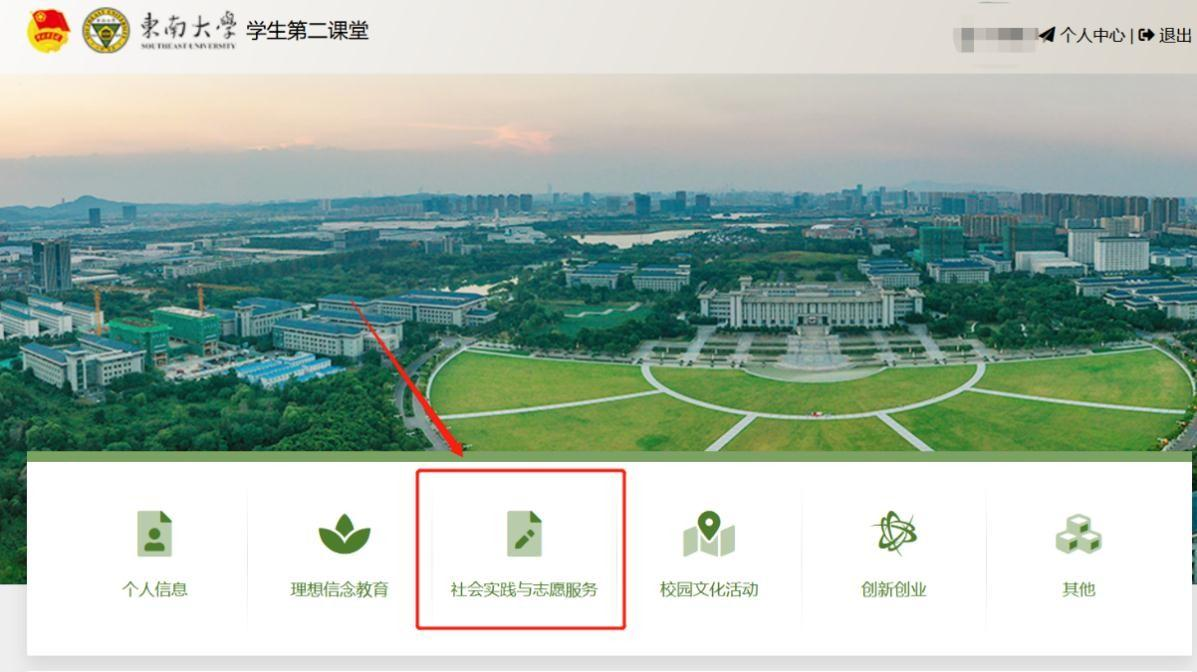 東南大學
SOUTHEAST UNIVERSITY
学生第二课堂
个人中心 | 退出
个人信息
理想信念教育
社会实践与志愿服务
校园文化活动
创新创业
其他